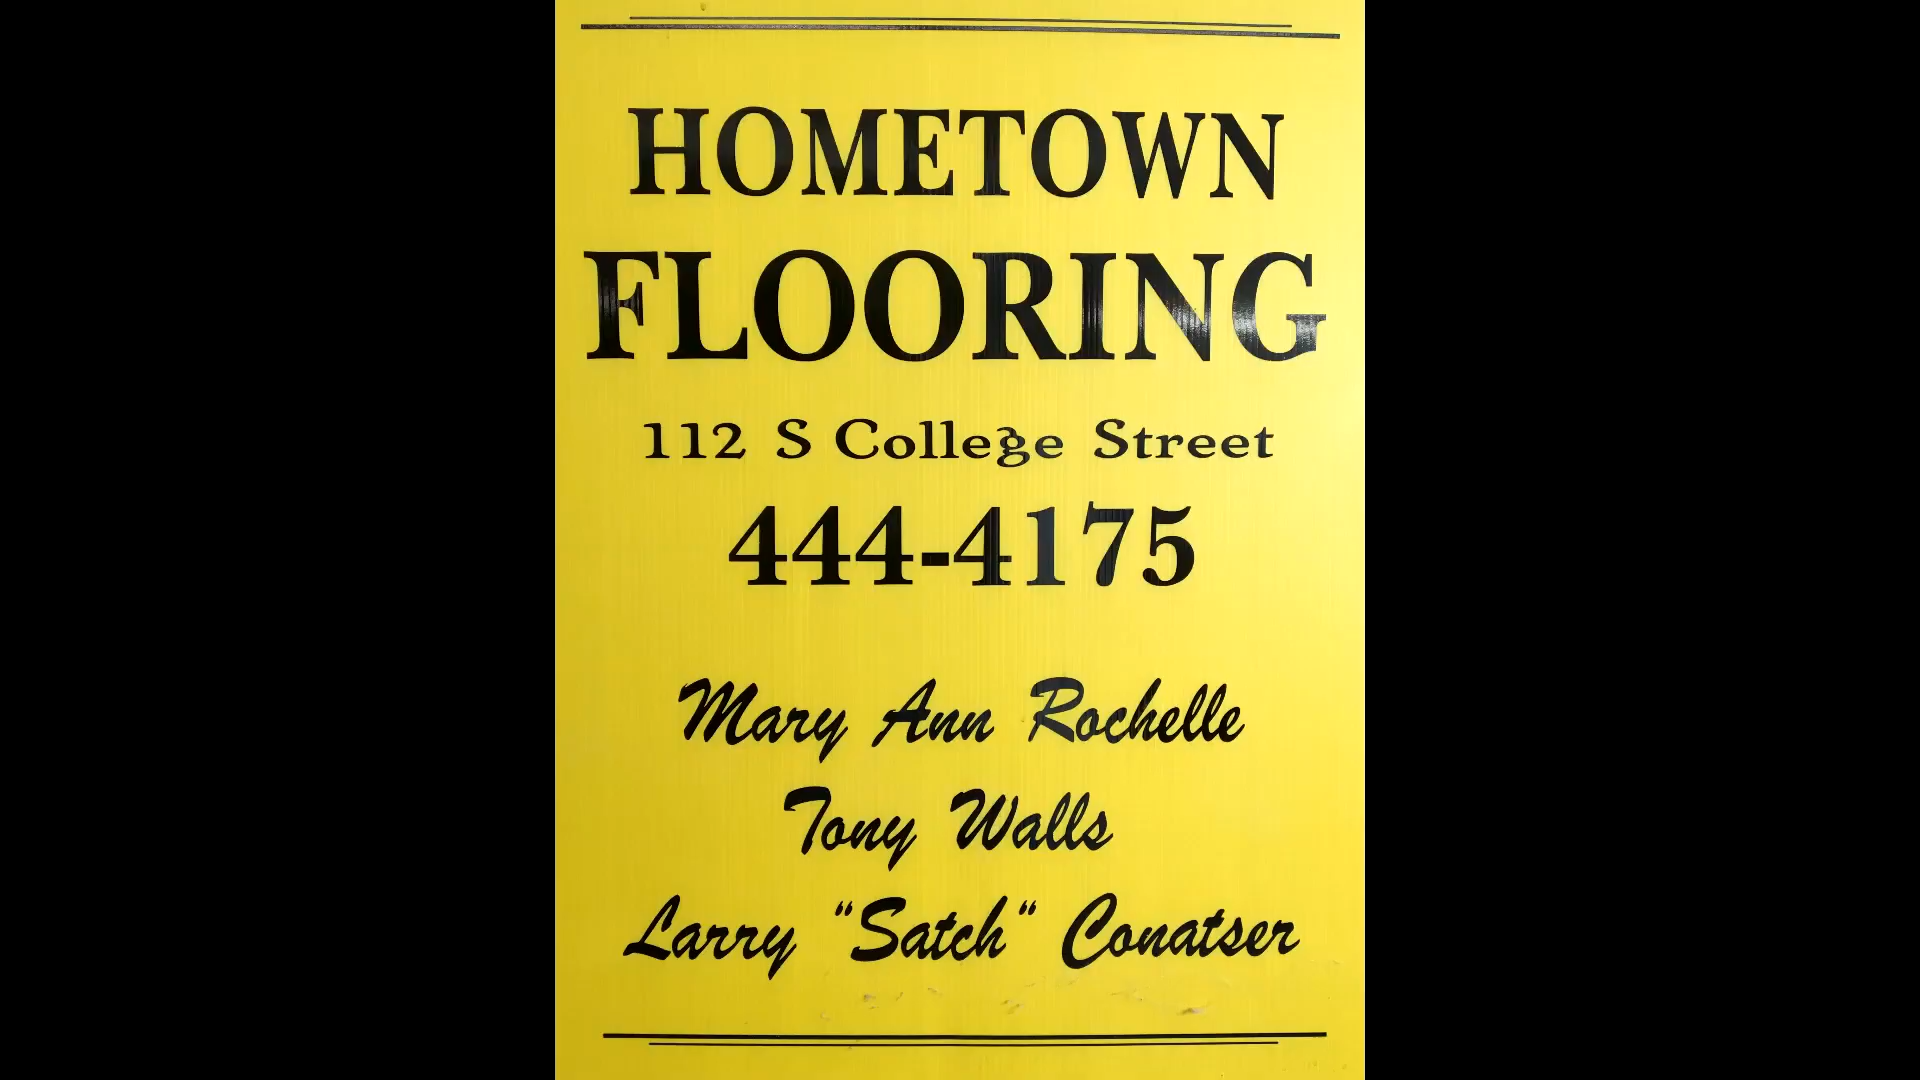 HOMETOWN
FLOORING
112 S College Street
444-4175
Mary Ann Rochelle
Tony Walls
Larry “Satch“ Conatser